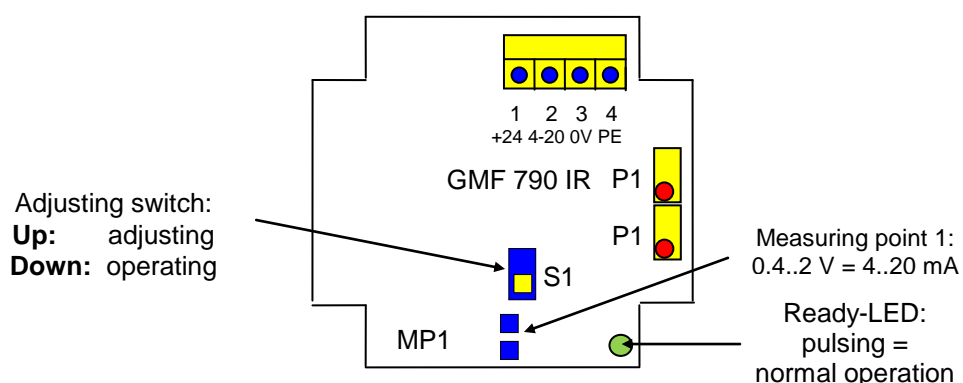 1 2 3 4
+24 4-20 0V PE
GMF 790 IR
P1
P1
Adjusting switch:
Up: adjusting
Down: operating
S1
MP1
Measuring point 1:
0.4..2 V = 4..20 mA
Ready-LED:
pulsing =
normal operation